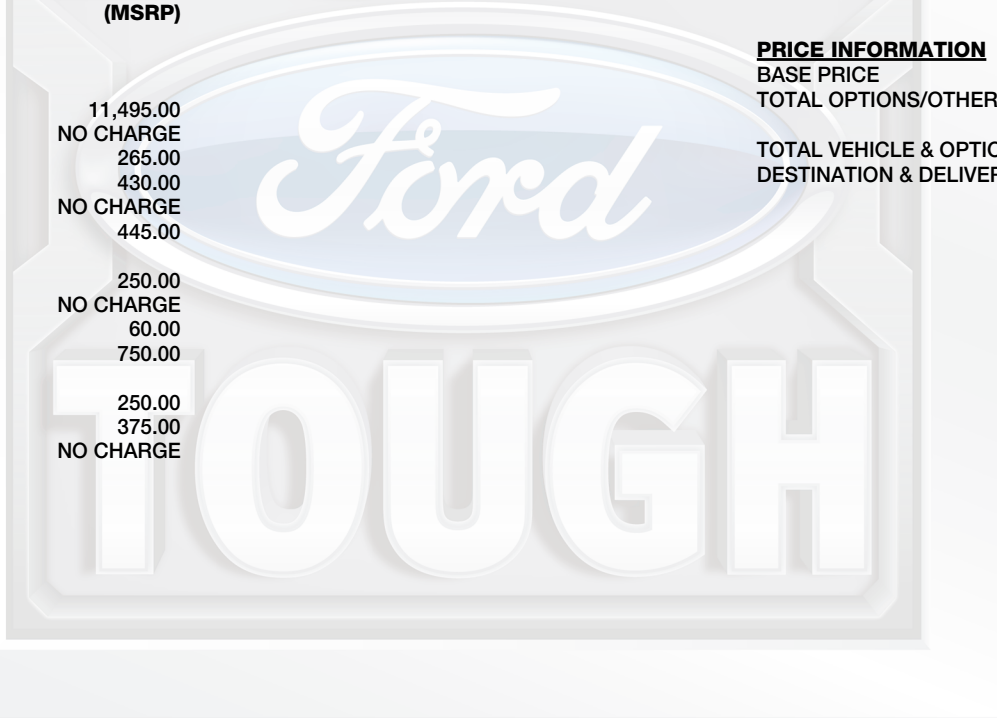 (MSRP)
11,495.00
NO CHARGE
265.00
430.00
NO CHARGE
445.00
250.00
NO CHARGE
60.00
750.00
250.00
375.00
NO CHARGE
PRICE INFORMATION
BASE PRICE
TOTAL OPTIONS/OTHER
TOTAL VEHICLE & OPTIO
DESTINATION & DELIVER
Ford
TOUGH